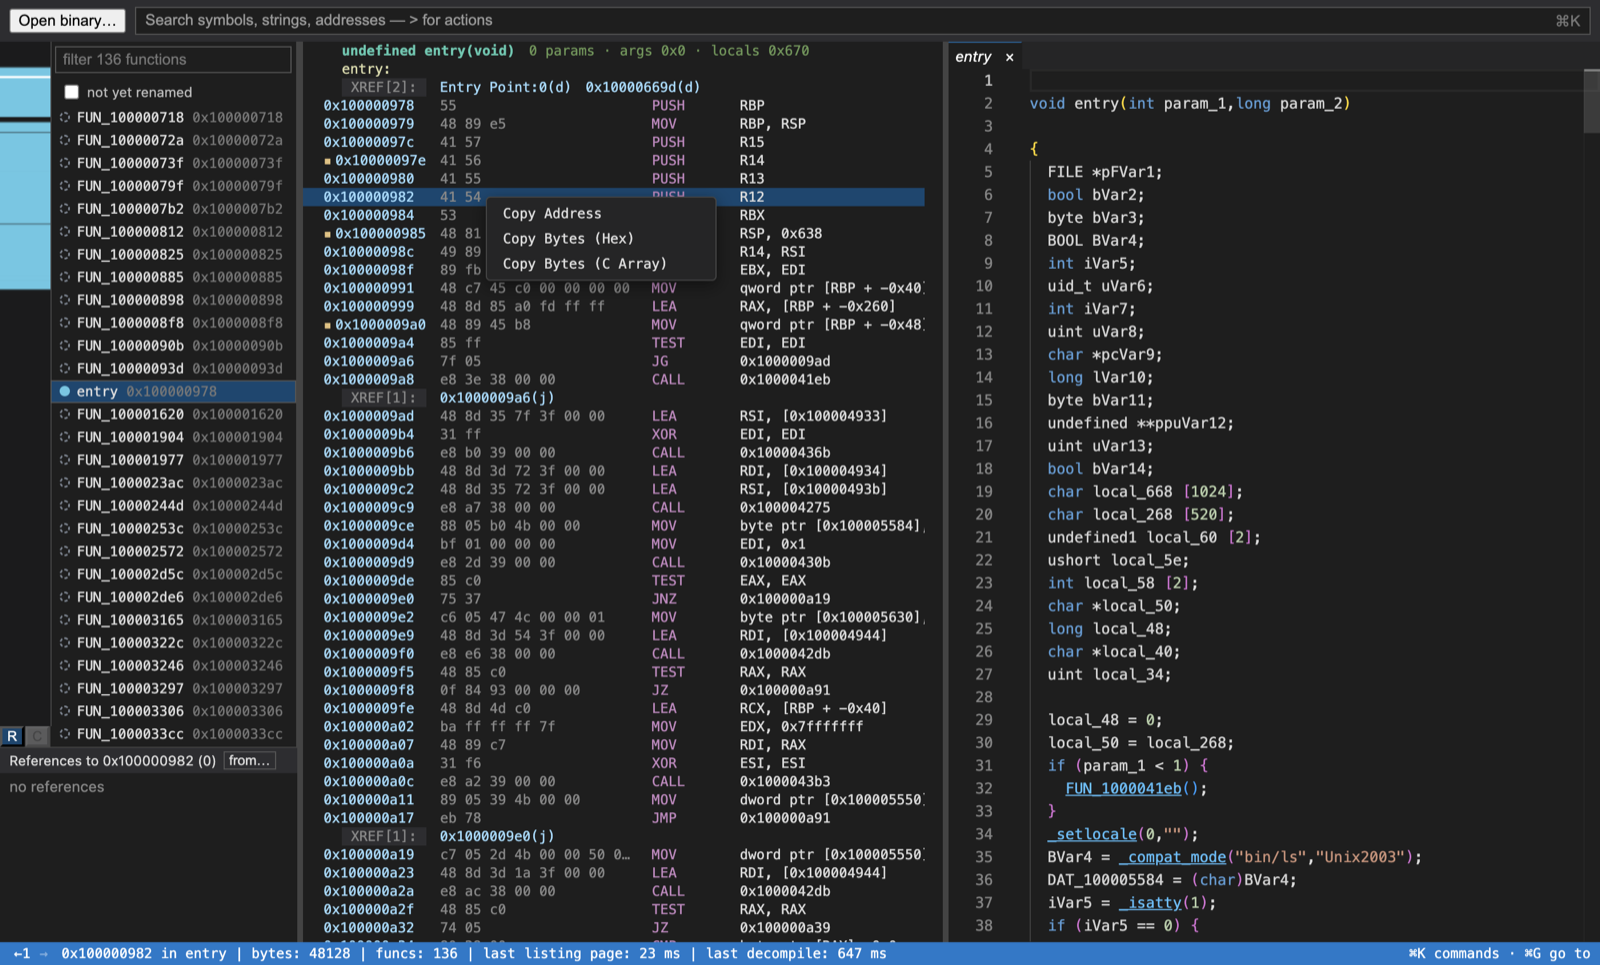 Open binary…
Search symbols, strings, addresses — > for actions
⌘K
filter 136 functions
not yet renamed
FUN_100000718 0x100000718
FUN_10000072a 0x10000072a
FUN_10000073f 0x10000073f
FUN_10000079f 0x10000079f
FUN_1000007b2 0x1000007b2
FUN_100000812 0x100000812
FUN_100000825 0x100000825
FUN_100000885 0x100000885
FUN_100000898 0x100000898
FUN_1000008f8 0x1000008f8
FUN_10000090b 0x10000090b
FUN_10000093d 0x10000093d
entry 0x100000978
FUN_100001620 0x100001620
FUN_100001904 0x100001904
FUN_100001977 0x100001977
FUN_1000023ac 0x1000023ac
FUN_10000244d 0x10000244d
FUN_10000253c 0x10000253c
FUN_100002572 0x100002572
FUN_100002d5c 0x100002d5c
FUN_100002de6 0x100002de6
FUN_100003165 0x100003165
FUN_10000322c 0x10000322c
FUN_100003246 0x100003246
FUN_100003297 0x100003297
FUN_100003306 0x100003306
FUN_1000033cc 0x1000033cc
R C
References to 0x100000982 (0) from…
no references
undefined entry(void) 0 params · args 0x0 · locals 0x670
entry:
XREF[2]: Entry Point:0(d) 0x10000669d(d)
0x100000978 55 PUSH RBP
0x100000979 48 89 e5 MOV RBP, RSP
0x10000097c 41 57 PUSH R15
0x10000097e 41 56 PUSH R14
0x100000980 41 55 PUSH R13
0x100000982 41 54 PUSH R12
0x100000984 53 RBX
0x100000985 48 81 RSP, 0x638
0x10000098c 49 89 R14, RSI
0x10000098f 89 fb EBX, EDI
0x100000991 48 c7 45 c0 00 00 00 00 MOV qword ptr [RBP + -0x40]
0x100000999 48 8d 85 a0 fd ff ff LEA RAX, [RBP + -0x260]
0x1000009a0 48 89 45 b8 MOV qword ptr [RBP + -0x48]
0x1000009a4 85 ff TEST EDI, EDI
0x1000009a6 7f 05 JG 0x1000009ad
0x1000009a8 e8 3e 38 00 00 CALL 0x1000041eb
XREF[1]: 0x1000009a6(j)
0x1000009ad 48 8d 35 7f 3f 00 00 LEA RSI, [0x100004933]
0x1000009b4 31 ff XOR EDI, EDI
0x1000009b6 e8 b0 39 00 00 CALL 0x10000436b
0x1000009bb 48 8d 3d 72 3f 00 00 LEA RDI, [0x100004934]
0x1000009c2 48 8d 35 72 3f 00 00 LEA RSI, [0x10000493b]
0x1000009c9 e8 a7 38 00 00 CALL 0x100004275
0x1000009ce 88 05 b0 4b 00 00 MOV byte ptr [0x100005584],
0x1000009d4 bf 01 00 00 00 MOV EDI, 0x1
0x1000009d9 e8 2d 39 00 00 CALL 0x10000430b
0x1000009de 85 c0 TEST EAX, EAX
0x1000009e0 75 37 JNZ 0x100000a19
0x1000009e2 c6 05 47 4c 00 00 01 MOV byte ptr [0x100005630],
0x1000009e9 48 8d 3d 54 3f 00 00 LEA RDI, [0x100004944]
0x1000009f0 e8 e6 38 00 00 CALL 0x1000042db
0x1000009f5 48 85 c0 TEST RAX, RAX
0x1000009f8 0f 84 93 00 00 00 JZ 0x100000a91
0x1000009fe 48 8d 4d c0 LEA RCX, [RBP + -0x40]
0x100000a02 ba ff ff ff 7f MOV EDX, 0x7fffffff
0x100000a07 48 89 c7 MOV RDI, RAX
0x100000a0a 31 f6 XOR ESI, ESI
0x100000a0c e8 a2 39 00 00 CALL 0x1000043b3
0x100000a11 89 05 39 4b 00 00 MOV dword ptr [0x100005550]
0x100000a17 eb 78 JMP 0x100000a91
XREF[1]: 0x1000009e0(j)
0x100000a19 c7 05 2d 4b 00 00 50 0… MOV dword ptr [0x100005550]
0x100000a23 48 8d 3d 1a 3f 00 00 LEA RDI, [0x100004944]
0x100000a2a e8 ac 38 00 00 CALL 0x1000042db
0x100000a2f 48 85 c0 TEST RAX, RAX
0x100000a32 74 05 JZ 0x100000a39
Copy Address
Copy Bytes (Hex)
Copy Bytes (C Array)
entry ×
1
2 void entry(int param_1,long param_2)
3
4 {
5 FILE *pFVar1;
6 bool bVar2;
7 byte bVar3;
8 BOOL BVar4;
9 int iVar5;
10 uid_t uVar6;
11 int iVar7;
12 uint uVar8;
13 char *pcVar9;
14 long lVar10;
15 byte bVar11;
16 undefined **ppuVar12;
17 uint uVar13;
18 bool bVar14;
19 char local_668 [1024];
20 char local_268 [520];
21 undefined1 local_60 [2];
22 ushort local_5e;
23 int local_58 [2];
24 char *local_50;
25 long local_48;
26 char *local_40;
27 uint local_34;
28
29 local_48 = 0;
30 local_50 = local_268;
31 if (param_1 < 1) {
32 FUN_1000041eb();
33 }
34 _setlocale(0,"");
35 BVar4 = _compat_mode("bin/ls","Unix2003");
36 DAT_100005584 = (char)BVar4;
37 iVar5 = _isatty(1);
38 if (iVar5 == 0) {
←1 → 0x100000982 in entry | bytes: 48128 | funcs: 136 | last listing page: 23 ms | last decompile: 647 ms
⌘K commands · ⌘G go to